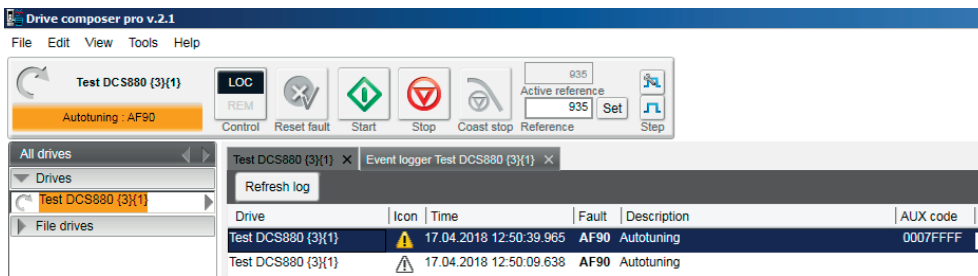 Drive composer pro v.2.1
File Edit View Tools Help
Test DCS880 {3}{1}
Autotuning : AF90
LOC
REM
Control
Reset fault
Start
Stop
Coast stop
935
Active reference
935 Set
Reference
Step
All drives
Drives
Test DCS880 {3}{1}
File drives
Test DCS880 {3}{1} X Event logger Test DCS880 {3}{1} X
Refresh log
Drive Icon Time Fault Description AUX code
Test DCS880 {3}{1} 17.04.2018 12:50:39.965 AF90 Autotuning 0007FFFF
Test DCS880 {3}{1} 17.04.2018 12:50:09.638 AF90 Autotuning